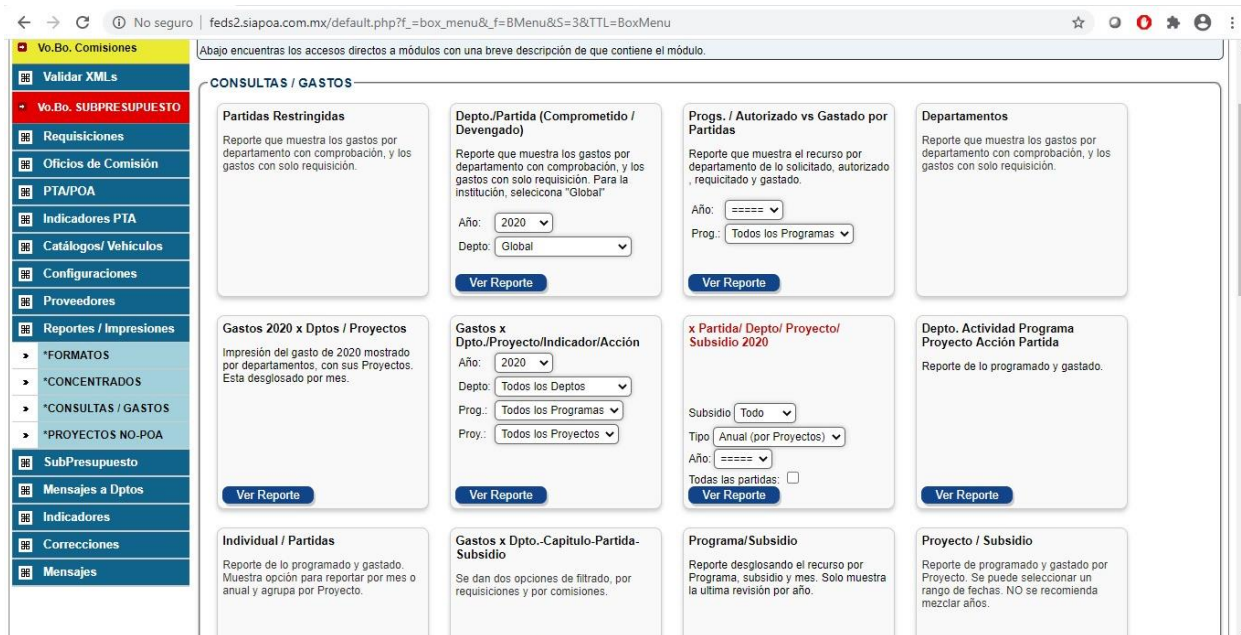 No seguro | feds2.siapoa.com.mx/default.php?f_=box_menu&_f=BMenu&S=3&TTL=BoxMenu
Vo.Bo. Comisiones
Validar XMLs
Vo.Bo. SUBPRESUPUESTO
Requisiciones
Oficios de Comisión
PTA/POA
Indicadores PTA
Catálogos/ Vehículos
Configuraciones
Proveedores
Reportes / Impresiones
*FORMATOS
*CONCENTRADOS
*CONSULTAS / GASTOS
*PROYECTOS NO-POA
SubPresupuesto
Mensajes a Dptos
Indicadores
Correcciones
Mensajes
Abajo encuentras los accesos directos a módulos con una breve descripción de que contiene el módulo.
CONSULTAS / GASTOS
Partidas Restringidas
Reporte que muestra los gastos por
departamento con comprobación, y los
gastos con solo requisición.
Depto./Partida (Comprometido /
Devengado)
Reporte que muestra los gastos por
departamento con comprobación, y los
gastos con solo requisición. Para la
institución, selecicona "Global"
Año: 2020
Depto: Global
Ver Reporte
Progs. / Autorizado vs Gastado por
Partidas
Reporte que muestra el recurso por
departamento de lo solicitado, autorizado
, requicitado y gastado.
Año: =====
Prog.: Todos los Programas
Ver Reporte
Departamentos
Reporte que muestra los gastos por
departamento con comprobación, y los
gastos con solo requisición.
Gastos 2020 x Dptos / Proyectos
Impresión del gasto de 2020 mostrado
por departamentos, con sus Proyectos.
Esta desglosado por mes.
Ver Reporte
Gastos x
Dpto./Proyecto/Indicador/Acción
Año: 2020
Depto: Todos los Deptos
Prog.: Todos los Programas
Proy.: Todos los Proyectos
Ver Reporte
x Partida/ Depto/ Proyecto/
Subsidio 2020
Subsidio Todo
Tipo Anual (por Proyectos)
Año: =====
Todas las partidas:
Ver Reporte
Depto. Actividad Programa
Proyecto Acción Partida
Reporte de lo programado y gastado.
Ver Reporte
Individual / Partidas
Reporte de lo programado y gastado.
Muestra opción para reportar por mes o
anual y agrupa por Proyecto.
Gastos x Dpto.-Capitulo-Partida-
Subsidio
Se dan dos opciones de filtrado, por
requisiciones y por comisiones.
Programa/Subsidio
Reporte desglosando el recurso por
Programa, subsidio y mes. Solo muestra
la ultima revisión por año.
Proyecto / Subsidio
Reporte de programado y gastado por
Proyecto. Se puede seleccionar un
rango de fechas. NO se recomienda
mezclar años.